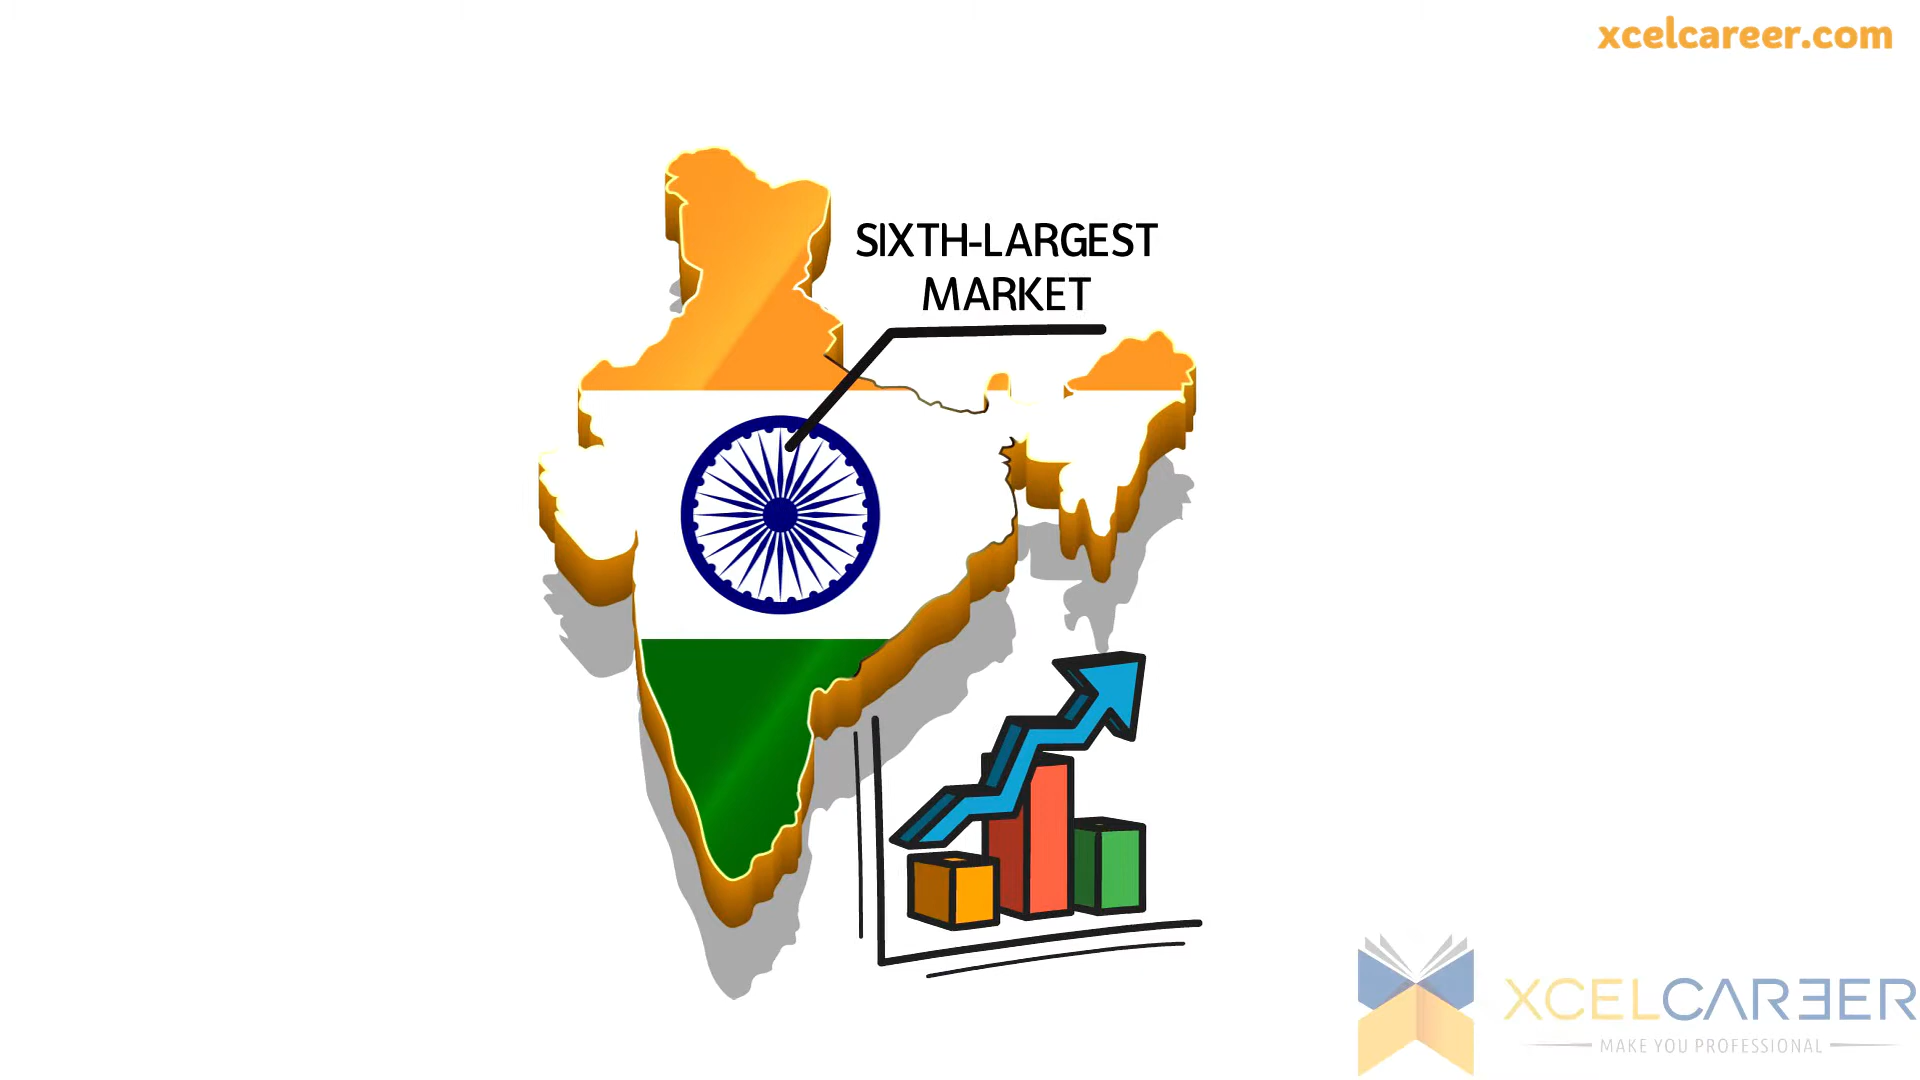 xcelcareer.com
SIXTH-LARGEST
MARKET
XCELCAREER
MAKE YOU PROFESSIONAL